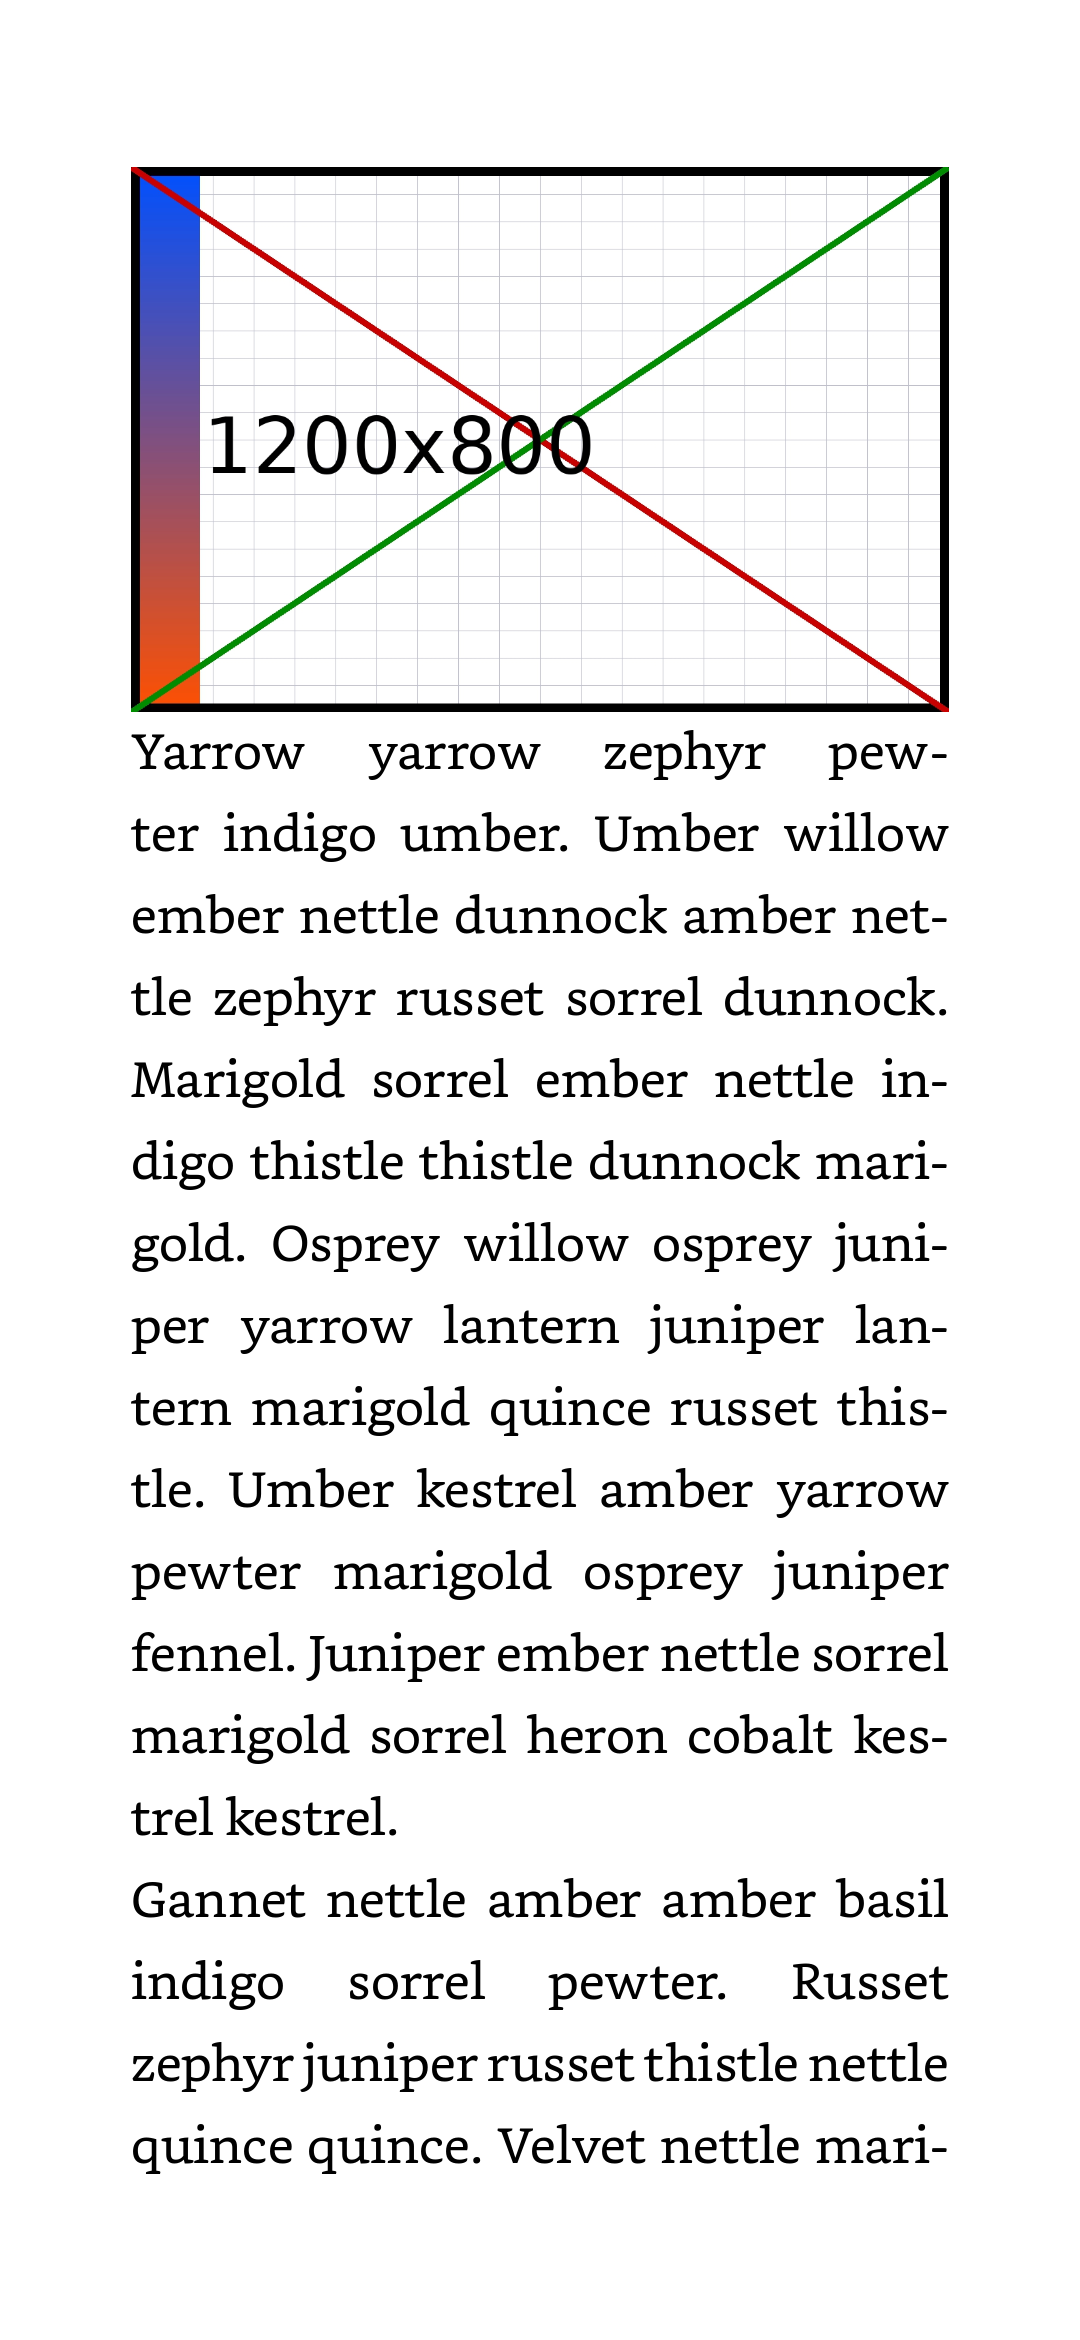 1200x800
Yarrow yarrow zephyr pew-
ter indigo umber. Umber willow
ember nettle dunnock amber net-
tle zephyr russet sorrel dunnock.
Marigold sorrel ember nettle in-
digo thistle thistle dunnock mari-
gold. Osprey willow osprey juni-
per yarrow lantern juniper lan-
tern marigold quince russet this-
tle. Umber kestrel amber yarrow
pewter marigold osprey juniper
fennel. Juniper ember nettle sorrel
marigold sorrel heron cobalt kes-
trel kestrel.
Gannet nettle amber amber basil
indigo sorrel pewter. Russet
zephyr juniper russet thistle nettle
quince quince. Velvet nettle mari-